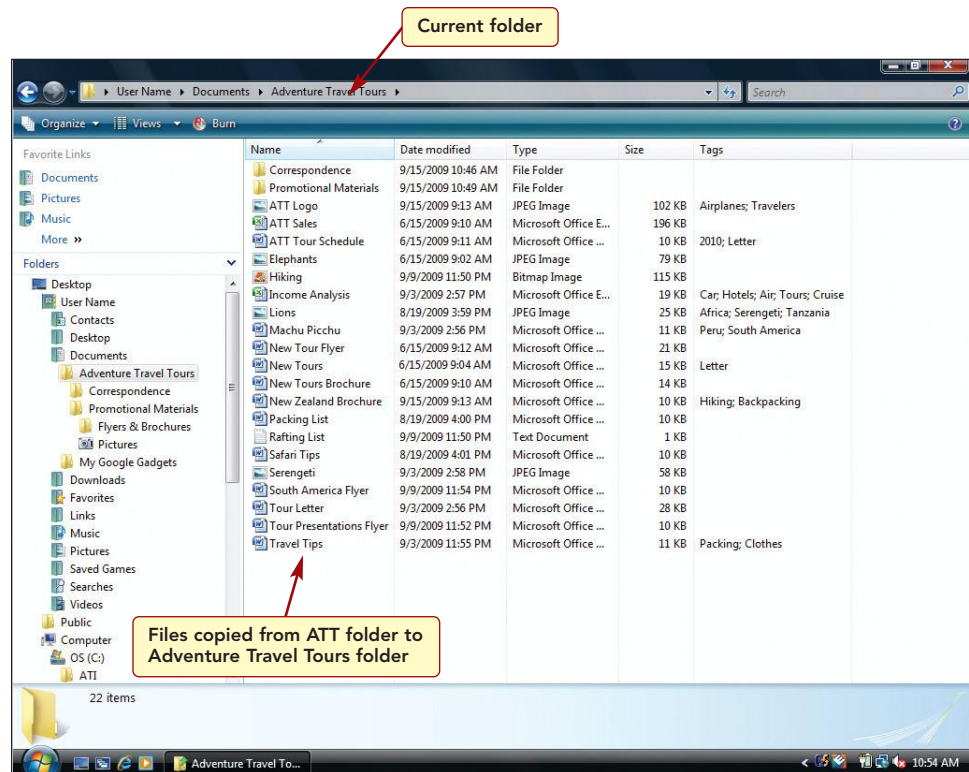 Current folder
User Name ▸ Documents ▸ Adventure Travel Tours ▸
Search
Organize Views Burn
Favorite Links
Documents
Pictures
Music
More »
Folders
Desktop
User Name
Contacts
Desktop
Documents
Adventure Travel Tours
Correspondence
Promotional Materials
Flyers & Brochures
Pictures
My Google Gadgets
Downloads
Favorites
Links
Music
Pictures
Saved Games
Searches
Videos
Public
Computer
OS (C:)
ATI
Name Date modified Type Size Tags
Correspondence 9/15/2009 10:46 AM File Folder
Promotional Materials 9/15/2009 10:49 AM File Folder
ATT Logo 9/15/2009 9:13 AM JPEG Image 102 KB Airplanes; Travelers
ATT Sales 6/15/2009 9:10 AM Microsoft Office E... 196 KB
ATT Tour Schedule 6/15/2009 9:11 AM Microsoft Office ... 10 KB 2010; Letter
Elephants 6/15/2009 9:02 AM JPEG Image 79 KB
Hiking 9/9/2009 11:50 PM Bitmap Image 115 KB
Income Analysis 9/3/2009 2:57 PM Microsoft Office E... 19 KB Car; Hotels; Air; Tours; Cruise
Lions 8/19/2009 3:59 PM JPEG Image 25 KB Africa; Serengeti; Tanzania
Machu Picchu 9/3/2009 2:56 PM Microsoft Office ... 11 KB Peru; South America
New Tour Flyer 6/15/2009 9:12 AM Microsoft Office ... 21 KB
New Tours 6/15/2009 9:04 AM Microsoft Office ... 15 KB Letter
New Tours Brochure 6/15/2009 9:10 AM Microsoft Office ... 14 KB
New Zealand Brochure 9/15/2009 9:13 AM Microsoft Office ... 10 KB Hiking; Backpacking
Packing List 8/19/2009 4:00 PM Microsoft Office ... 10 KB
Rafting List 9/9/2009 11:50 PM Text Document 1 KB
Safari Tips 8/19/2009 4:01 PM Microsoft Office ... 10 KB
Serengeti 9/3/2009 2:58 PM JPEG Image 58 KB
South America Flyer 9/9/2009 11:54 PM Microsoft Office ... 10 KB
Tour Letter 9/3/2009 2:56 PM Microsoft Office ... 28 KB
Tour Presentations Flyer 9/9/2009 11:52 PM Microsoft Office ... 10 KB
Travel Tips 9/3/2009 11:55 PM Microsoft Office ... 11 KB Packing; Clothes
Files copied from ATT folder to
Adventure Travel Tours folder
22 items
Adventure Travel To...
10:54 AM